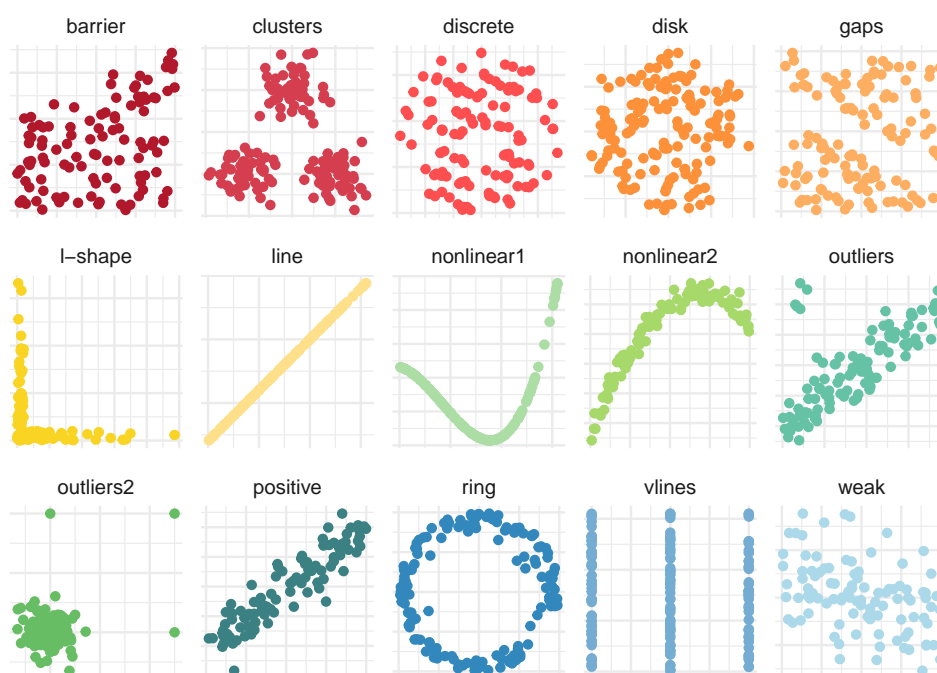 barrier
clusters
discrete
disk
gaps
l−shape
line
nonlinear1
nonlinear2
outliers
outliers2
positive
ring
vlines
weak